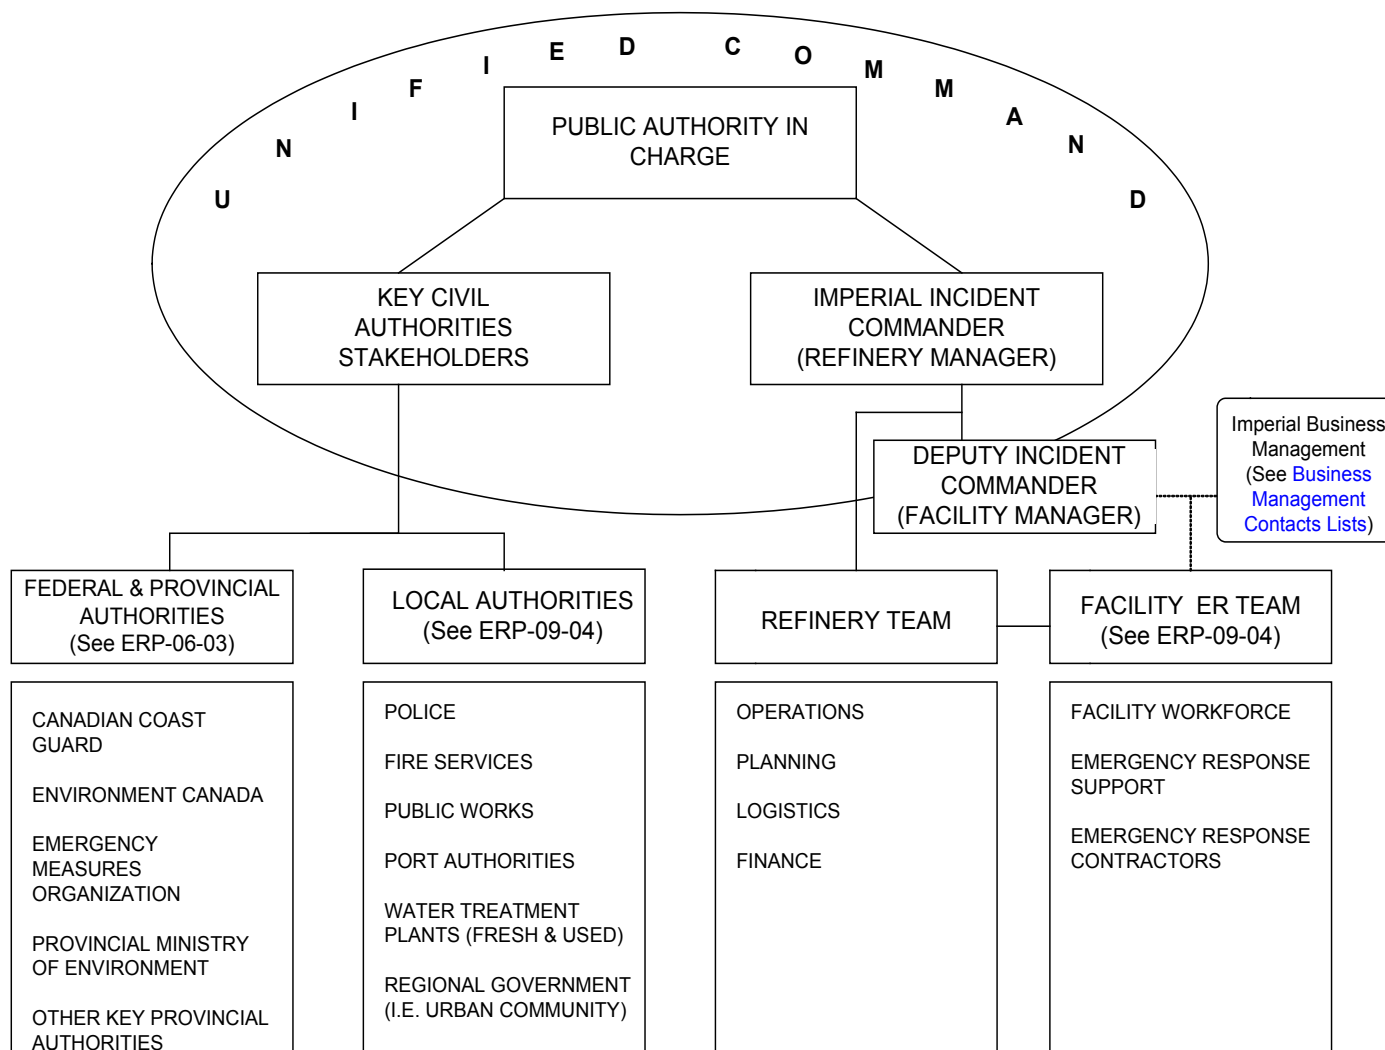 UNIFIED COMMAND
PUBLIC AUTHORITY IN
CHARGE
KEY CIVIL
AUTHORITIES
STAKEHOLDERS
IMPERIAL INCIDENT
COMMANDER
(REFINERY MANAGER)
DEPUTY INCIDENT
COMMANDER
(FACILITY MANAGER)
Imperial Business
Management
(See Business
Management
Contacts Lists)
FEDERAL & PROVINCIAL
AUTHORITIES
(See ERP-06-03)
LOCAL AUTHORITIES
(See ERP-09-04)
REFINERY TEAM
FACILITY  ER TEAM
(See ERP-09-04)
CANADIAN COAST
GUARD
ENVIRONMENT CANADA
EMERGENCY
MEASURES
ORGANIZATION
PROVINCIAL MINISTRY
OF ENVIRONMENT
OTHER KEY PROVINCIAL
AUTHORITIES
POLICE
FIRE SERVICES
PUBLIC WORKS
PORT AUTHORITIES
WATER TREATMENT
PLANTS (FRESH & USED)
REGIONAL GOVERNMENT
(I.E. URBAN COMMUNITY)
OPERATIONS
PLANNING
LOGISTICS
FINANCE
FACILITY WORKFORCE
EMERGENCY RESPONSE
SUPPORT
EMERGENCY RESPONSE
CONTRACTORS